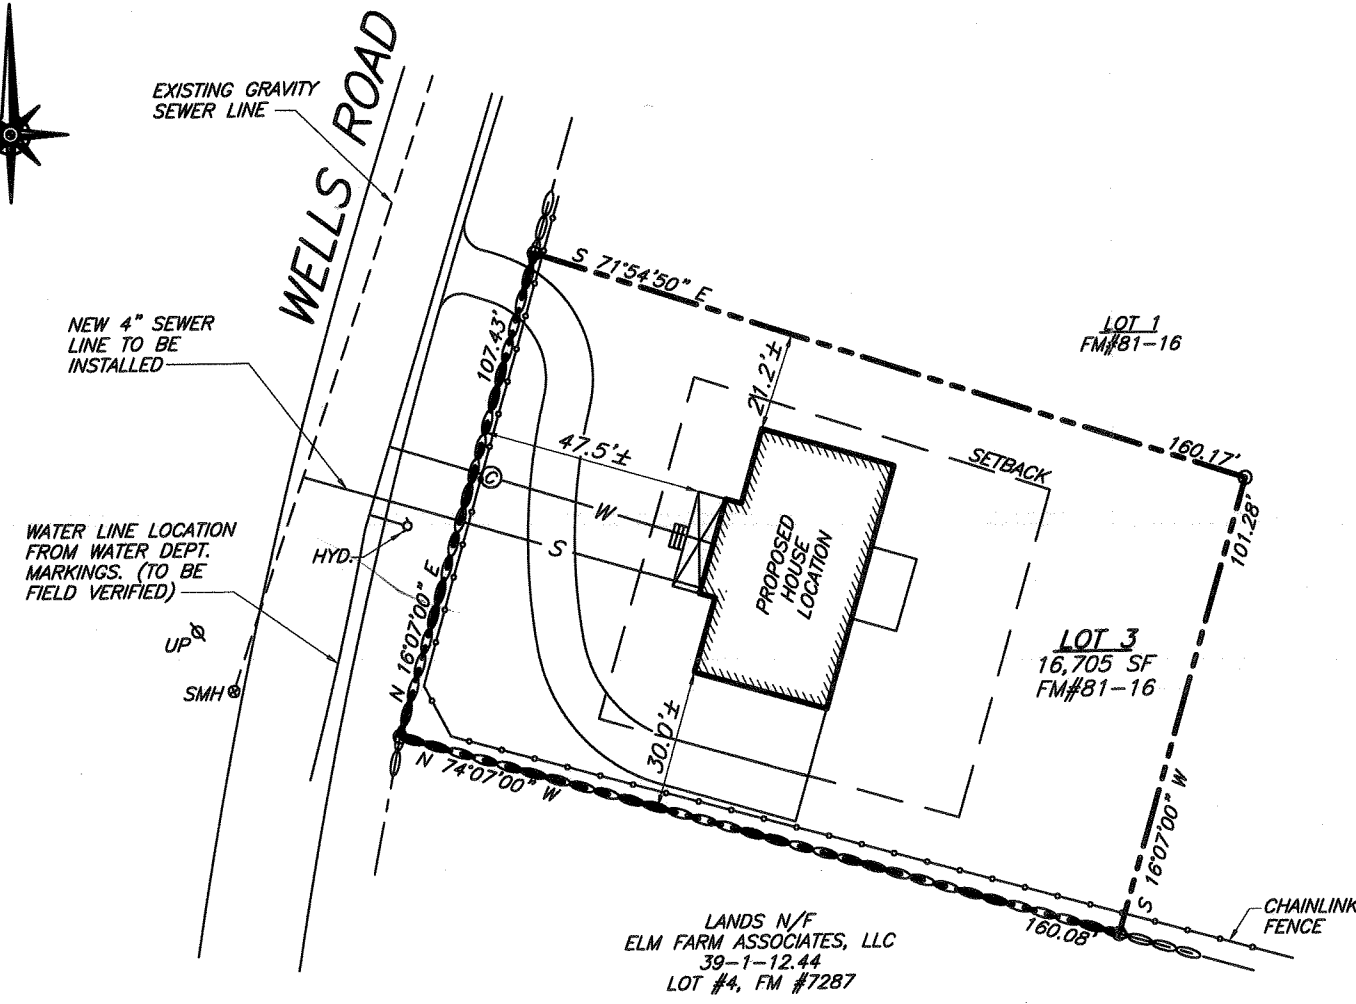 EXISTING GRAVITY
SEWER LINE
WELLS ROAD
S 71°54'50" E
LOT 1
FM#81-16
NEW 4" SEWER
LINE TO BE
INSTALLED
107.43'
21.2'±
47.5'±
160.17'
SETBACK
101.28'
C
W
S
WATER LINE LOCATION
FROM WATER DEPT.
MARKINGS. (TO BE
FIELD VERIFIED)
HYD.
PROPOSED
HOUSE
LOCATION
UP
SMH
N 16°07'00" E
LOT 3
16,705 SF
FM#81-16
30.0'±
N 74°07'00" W
S 16°07'00" W
160.08'
CHAINLINK
FENCE
LANDS N/F
ELM FARM ASSOCIATES, LLC
39-1-12.44
LOT #4, FM #7287